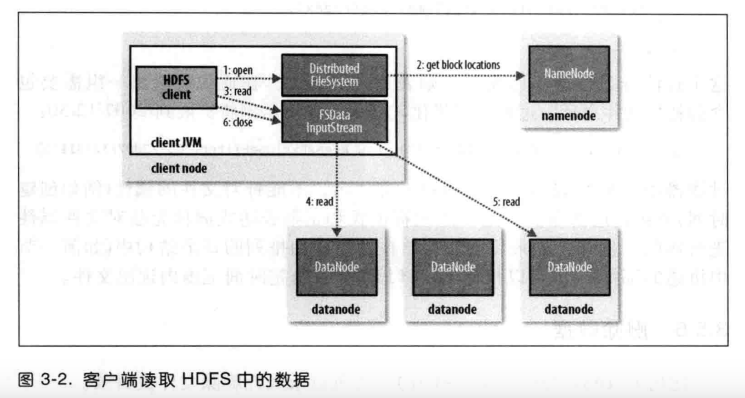 HDFS
client
1: open
3: read
6: close
Distributed
FileSystem
FSData
InputStream
2: get block locations
NameNode
namenode
client JVM
client node
4: read
5: read
DataNode
DataNode
DataNode
datanode
datanode
datanode
图 3-2. 客户端读取 HDFS 中的数据